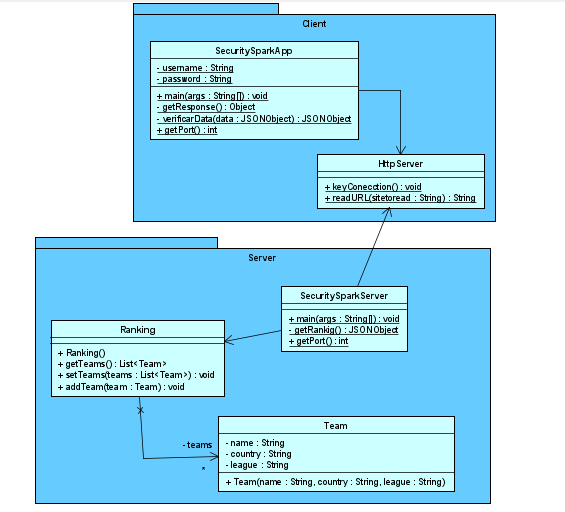 Client
SecuritySparkApp
- username : String
- password : String
+ main(args : String[]) : void
- getResponse() : Object
- verificarData(data : JSONObject) : JSONObject
+ getPort() : int
HttpServer
+ keyConecction() : void
+ readURL(sitetoread : String) : String
Server
SecuritySparkServer
+ main(args : String[]) : void
- getRankig() : JSONObject
+ getPort() : int
Ranking
+ Ranking()
+ getTeams() : List<Team>
+ setTeams(teams : List<Team>) : void
+ addTeam(team : Team) : void
- teams
*
Team
- name : String
- country : String
- league : String
+ Team(name : String, country : String, league : String)